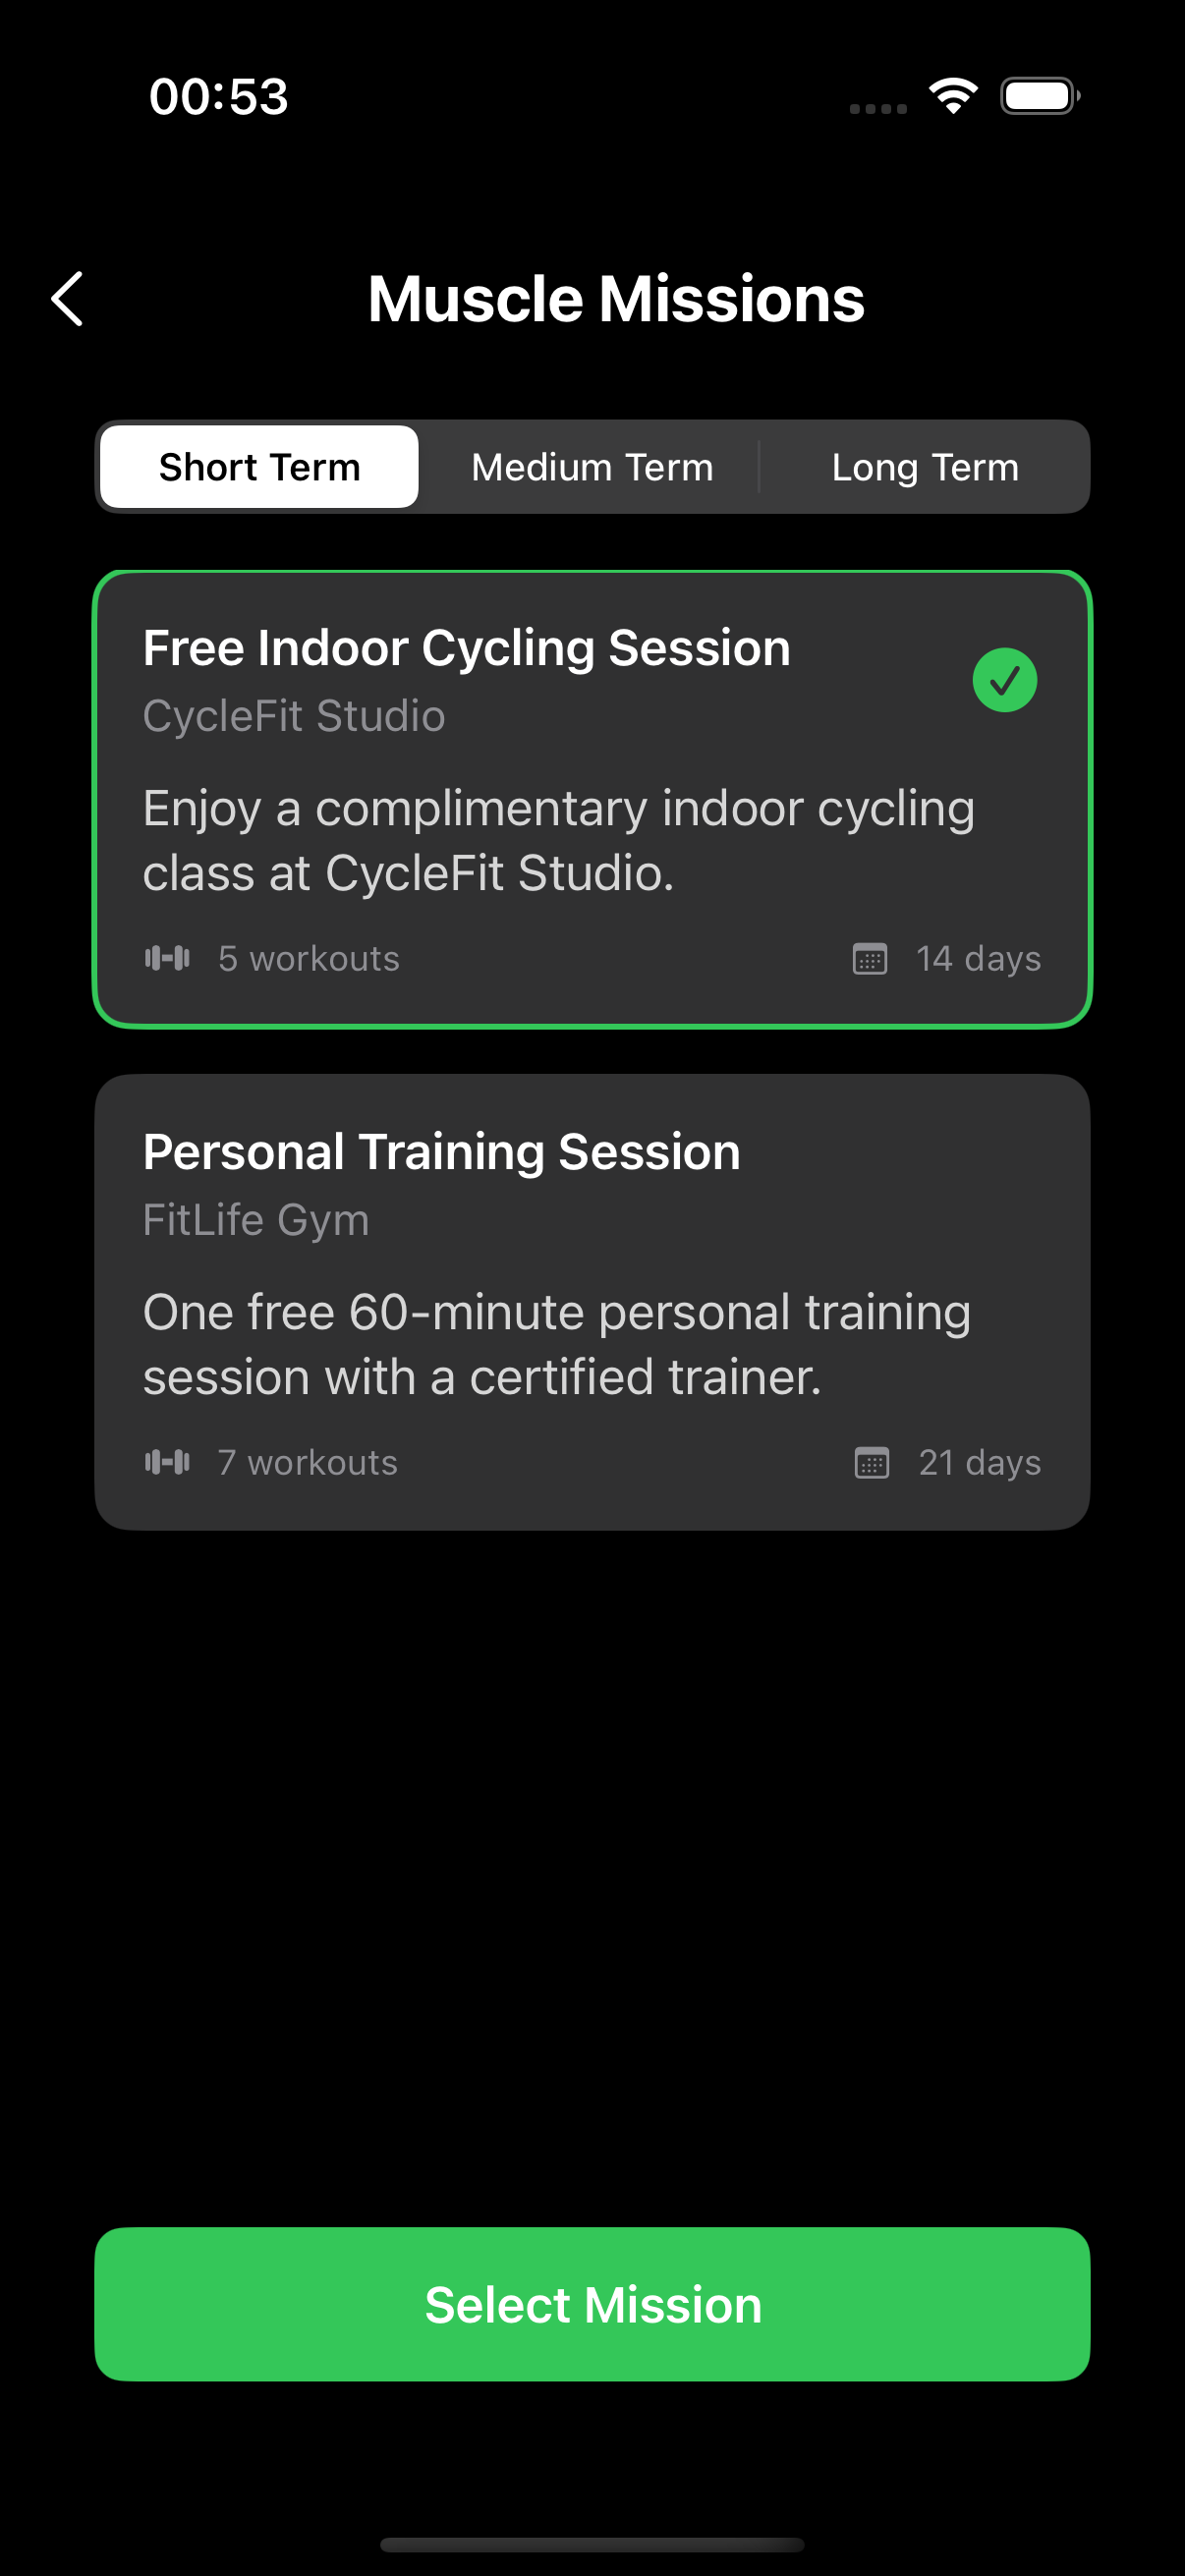 00:53
Muscle Missions
Short Term
Medium Term
Long Term
Free Indoor Cycling Session
CycleFit Studio
Enjoy a complimentary indoor cycling
class at CycleFit Studio.
5 workouts
14 days
Personal Training Session
FitLife Gym
One free 60-minute personal training
session with a certified trainer.
7 workouts
21 days
Select Mission